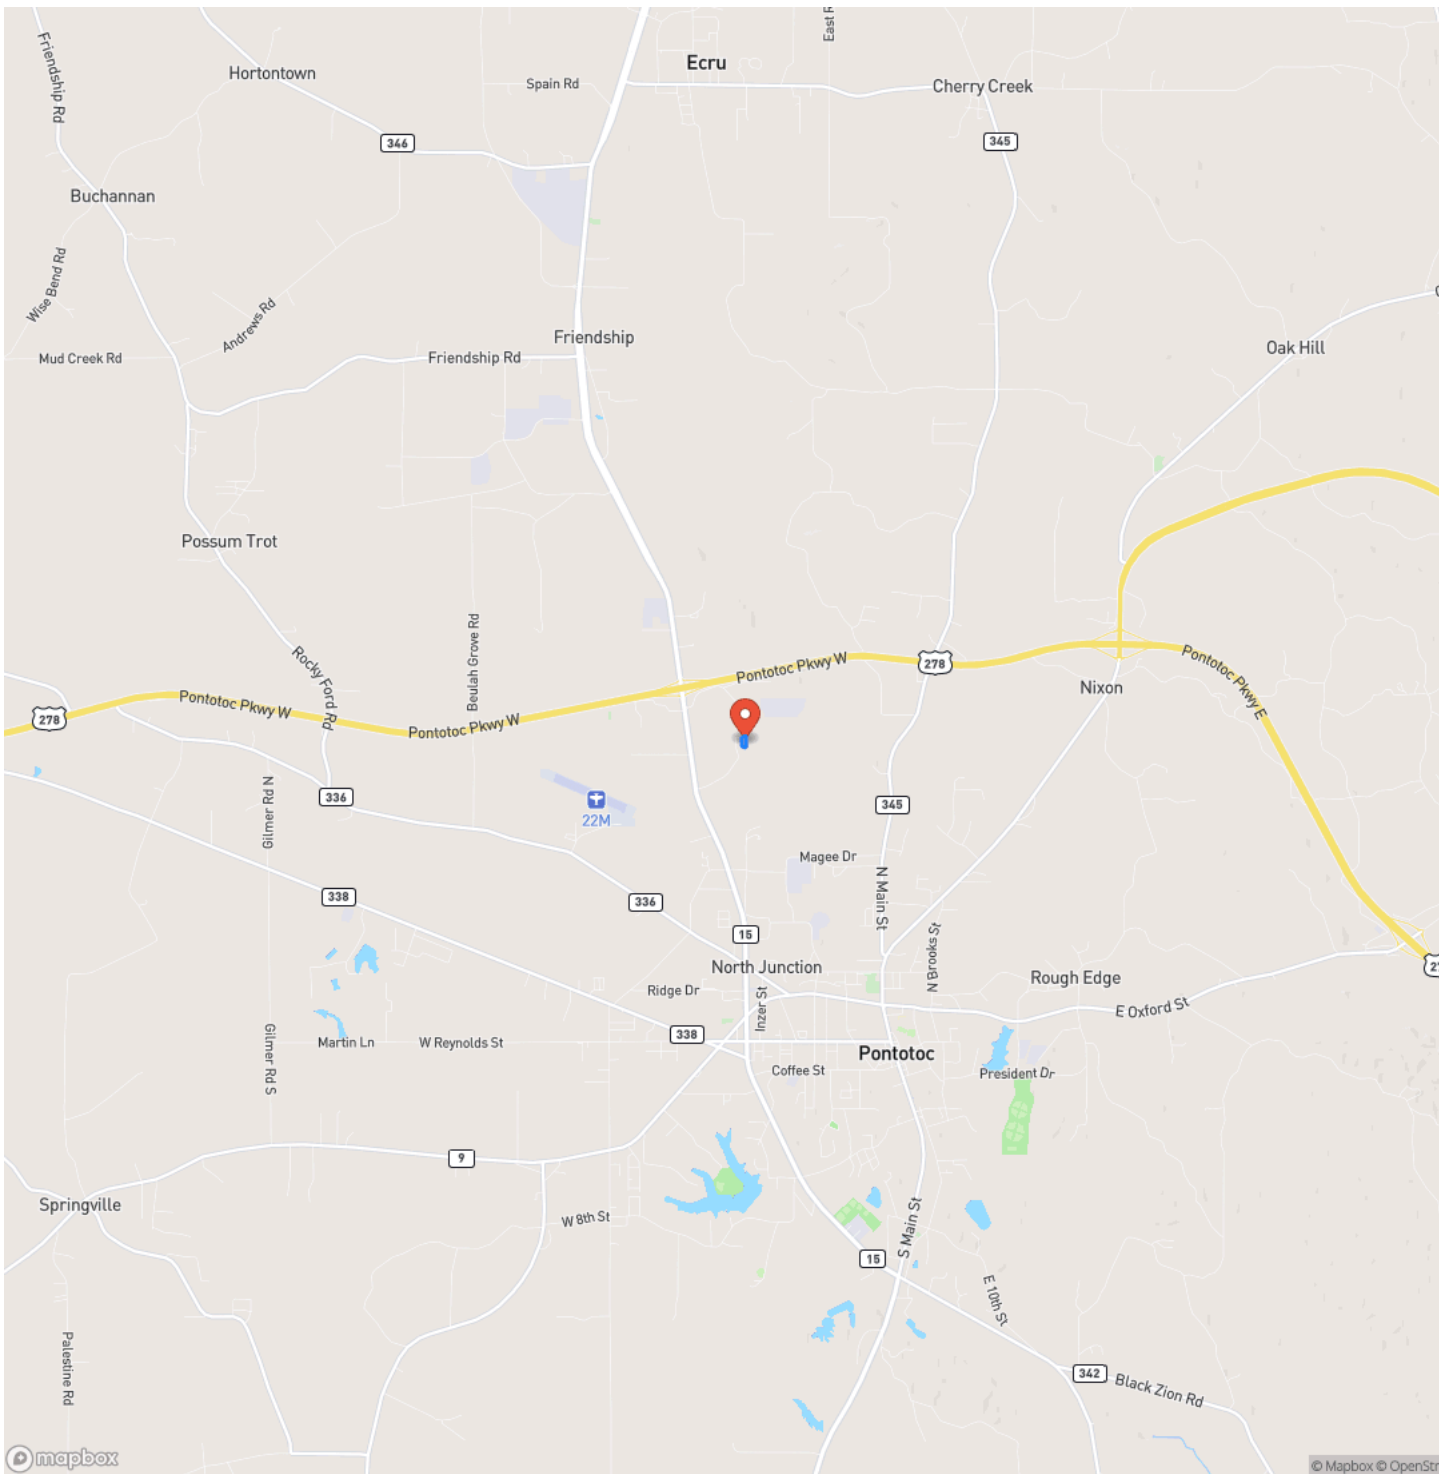 Friendship Rd
Hortontown
Ecru
Spain Rd
Cherry Creek
346
345
Buchannan
Wise Bend Rd
Andrews Rd
Friendship
Mud Creek Rd
Friendship Rd
Oak Hill
Possum Trot
Beulah Grove Rd
Rocky Ford Rd
Pontotoc Pkwy W
278
Pontotoc Pkwy E
Nixon
Pontotoc Pkwy W
278
Pontotoc Pkwy W
Gilmer Rd N
336
22M
345
Magee Dr
N Main St
338
336
15
N Brooks St
North Junction
Rough Edge
Ridge Dr
Inzer St
E Oxford St
Gilmer Rd S
Martin Ln
W Reynolds St
338
Pontotoc
Coffee St
President Dr
9
Springville
W 8th St
S Main St
15
E 10th St
Palestine Rd
342
Black Zion Rd
mapbox
© Mapbox © OpenStr